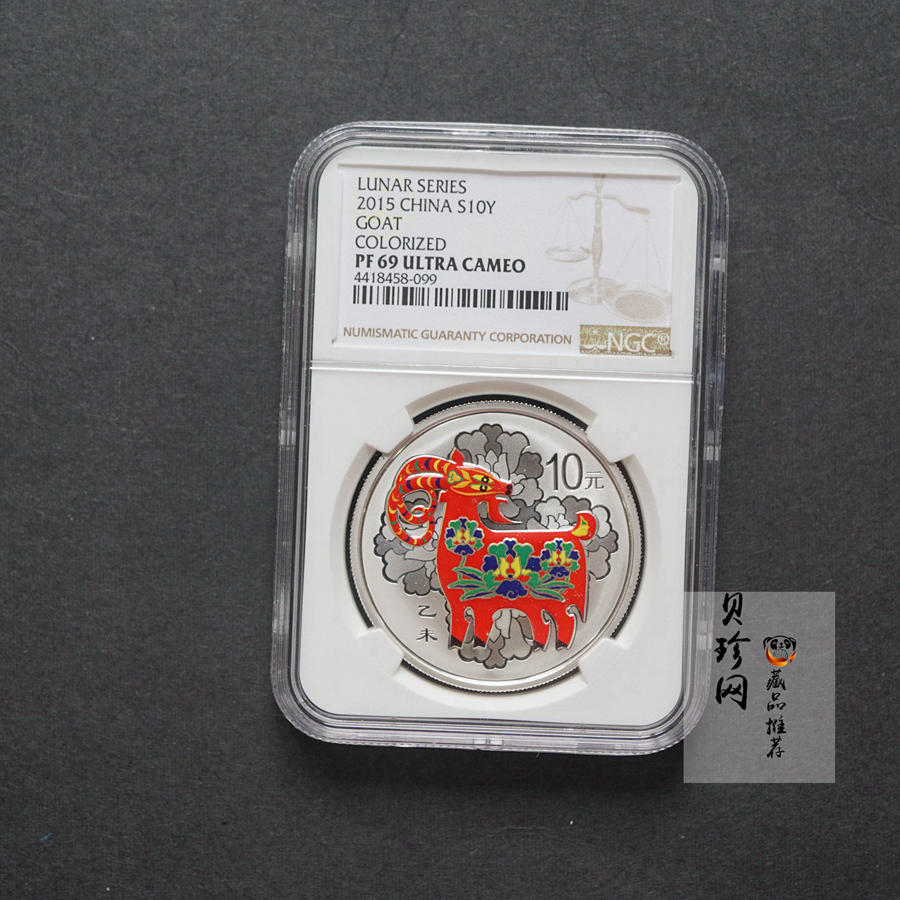 LUNAR SERIES
2015 CHINA S10Y
GOAT
COLORIZED
PF 69 ULTRA CAMEO
4418458-099
NUMISMATIC GUARANTY CORPORATION
NGC®
10元
乙未
贝珍网
藏品推荐